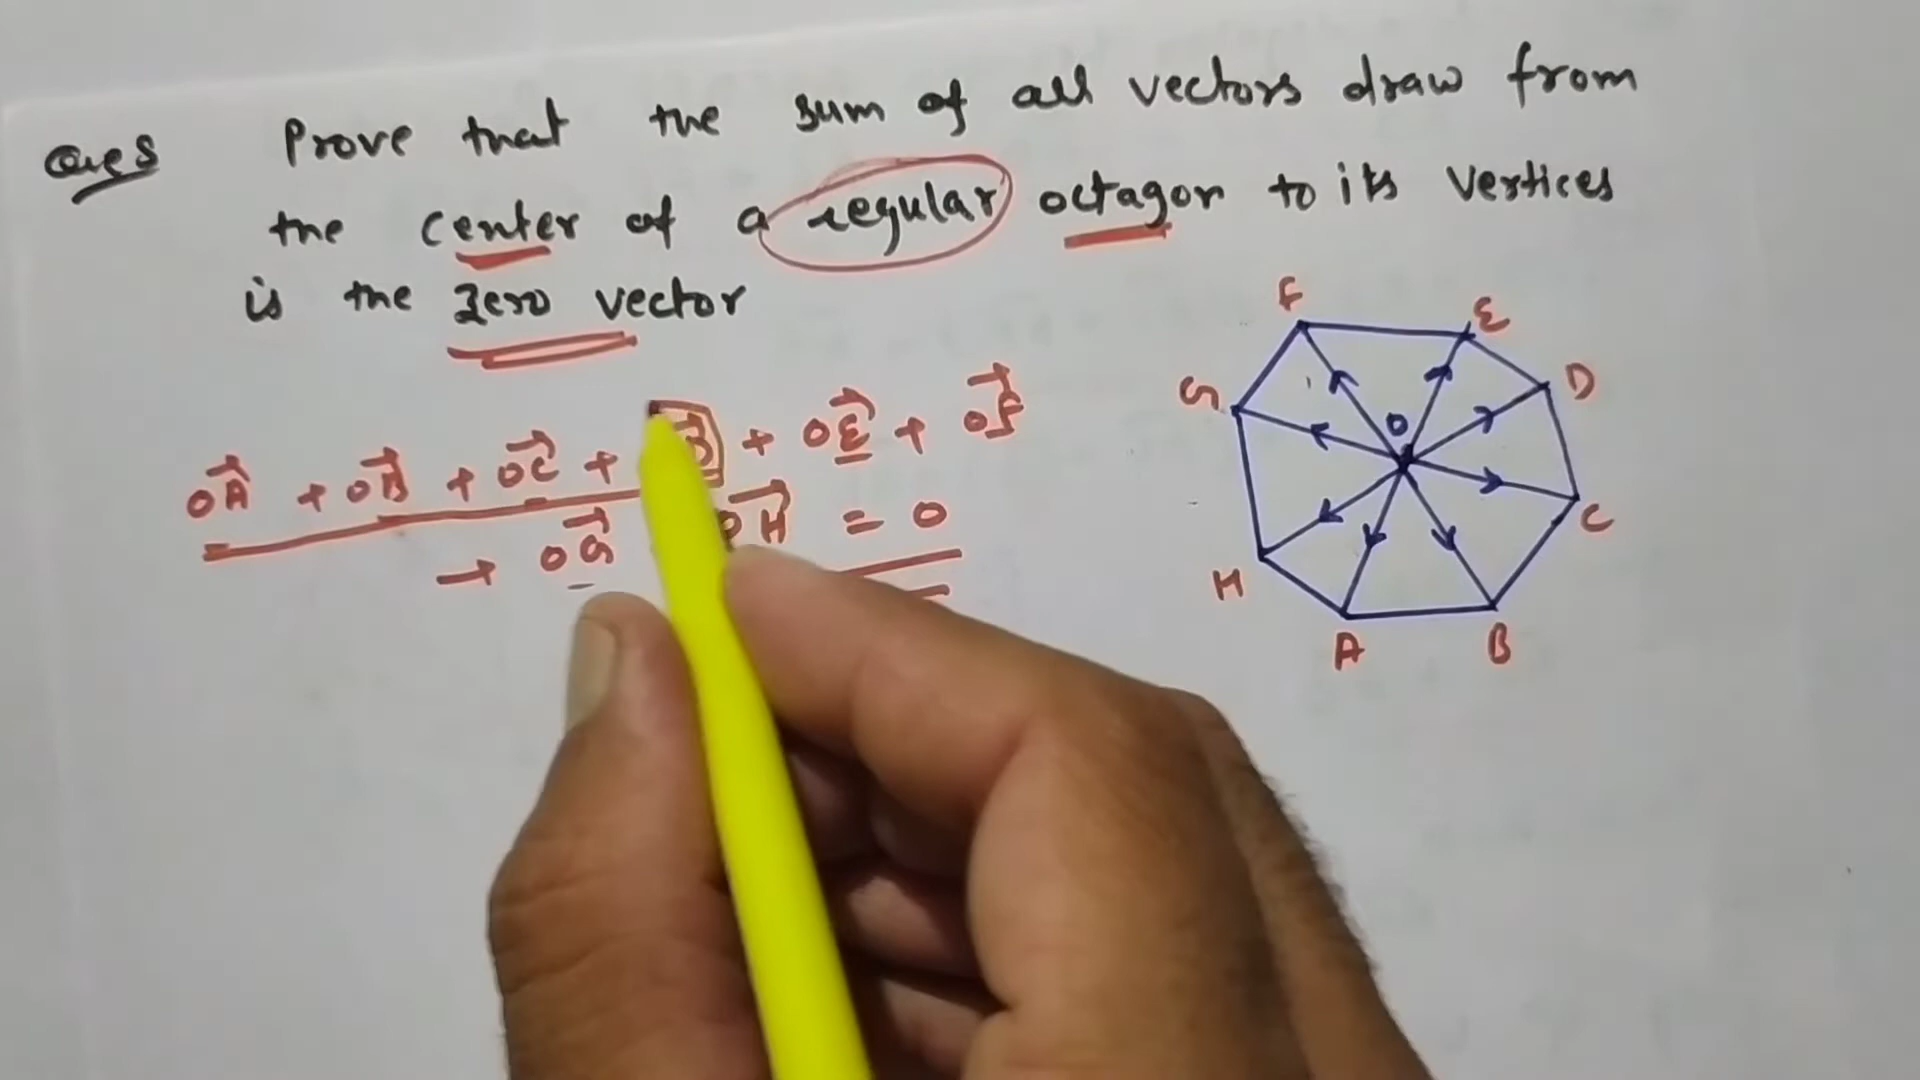 Ques Prove that the sum of all vectors draw from
the center of a regular octagon to its vertices
is the zero vector
OA + OB + OC + + OE + OF
→ OG OH = 0
F
E
G
D
O
C
H
A
B